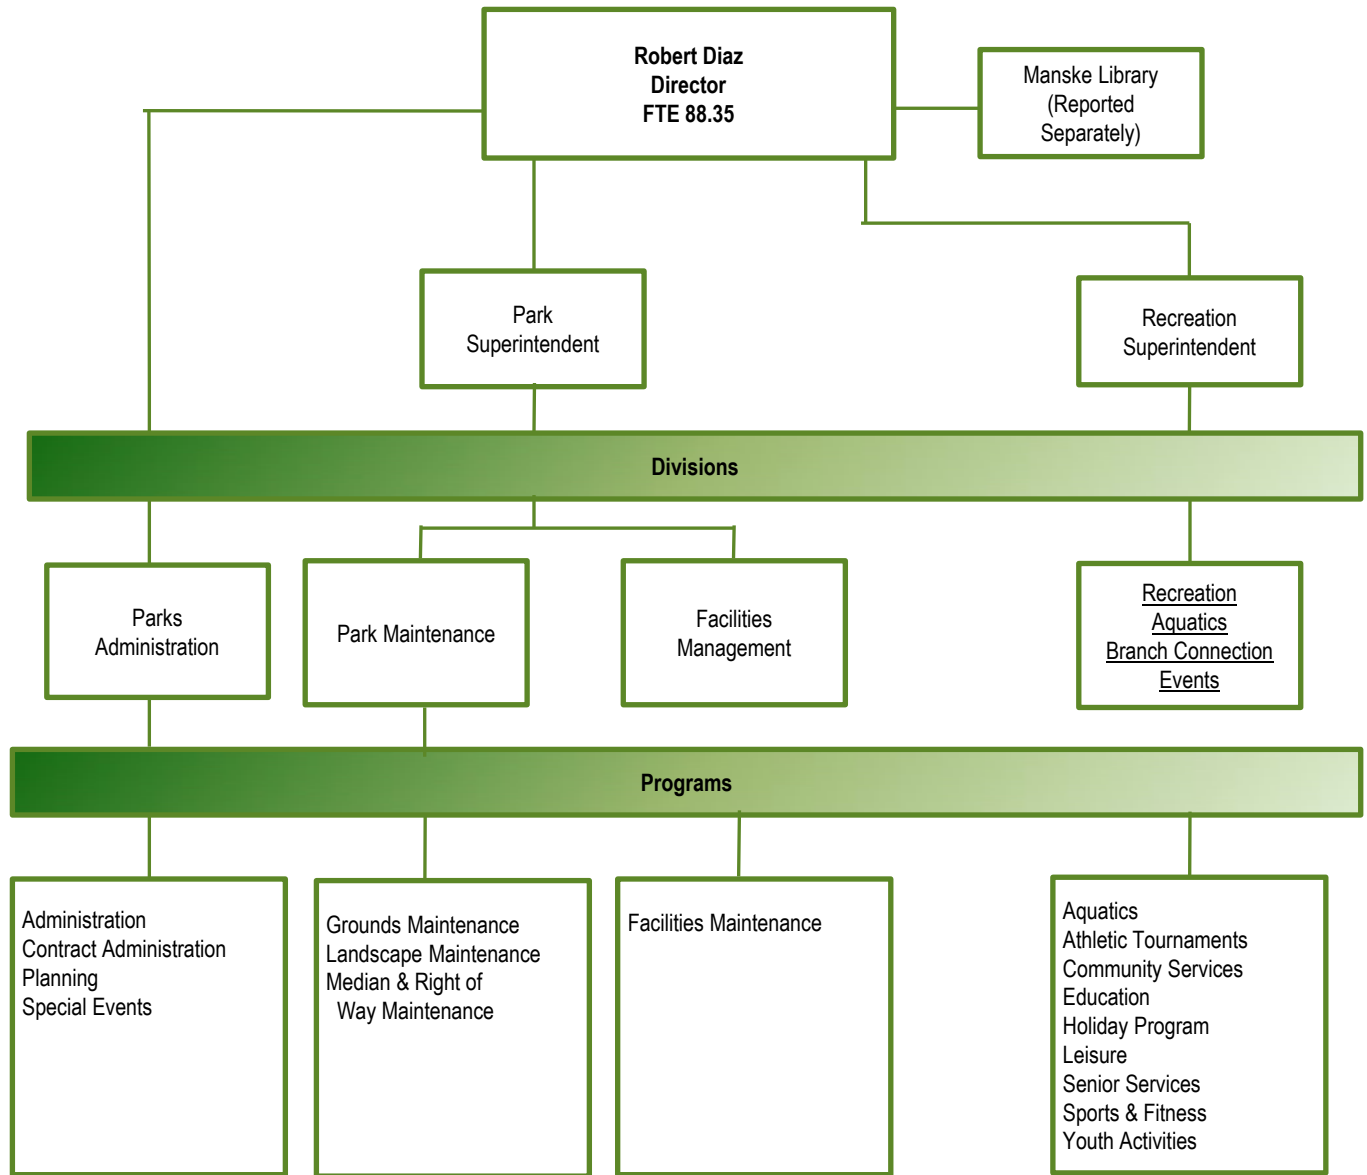 Robert Diaz
Director
FTE 88.35
Manske Library
(Reported
Separately)
Park
Superintendent
Recreation
Superintendent
Divisions
Parks
Administration
Park Maintenance
Facilities
Management
Recreation
Aquatics
Branch Connection
Events
Programs
Administration
Contract Administration
Planning
Special Events
Grounds Maintenance
Landscape Maintenance
Median & Right of
Way Maintenance
Facilities Maintenance
Aquatics
Athletic Tournaments
Community Services
Education
Holiday Program
Leisure
Senior Services
Sports & Fitness
Youth Activities